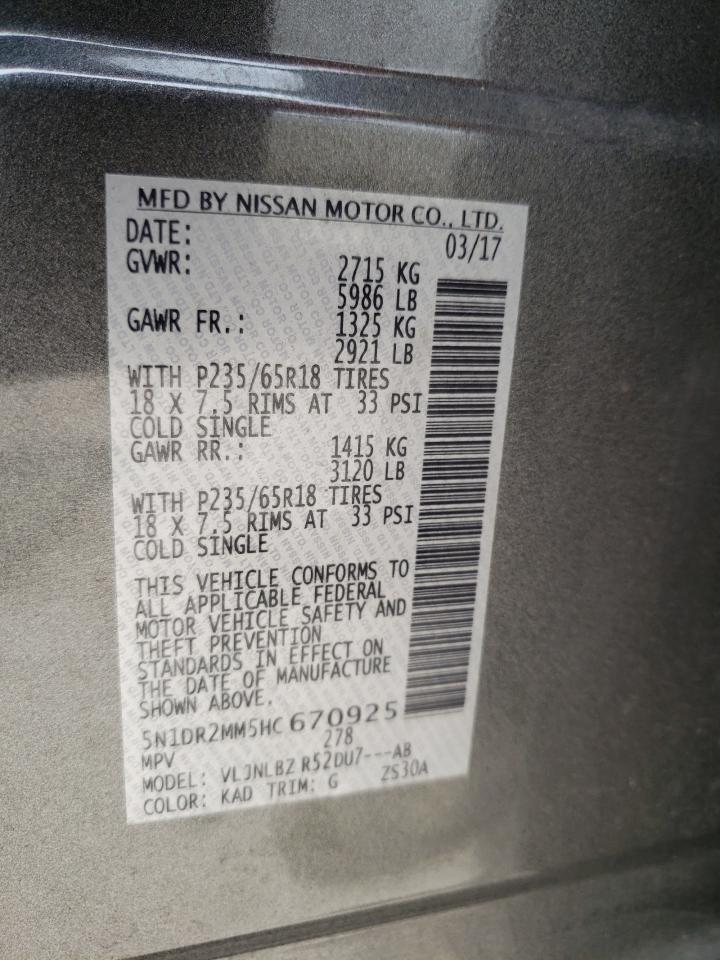 MFD BY NISSAN MOTOR CO., LTD.
DATE: 03/17
GVWR: 2715 KG
5986 LB
GAWR FR.: 1325 KG
2921 LB
WITH P235/65R18 TIRES
18 X 7.5 RIMS AT 33 PSI
COLD SINGLE
GAWR RR.: 1415 KG
3120 LB
WITH P235/65R18 TIRES
18 X 7.5 RIMS AT 33 PSI
COLD SINGLE
THIS VEHICLE CONFORMS TO
ALL APPLICABLE FEDERAL
MOTOR VEHICLE SAFETY AND
THEFT PREVENTION
STANDARDS IN EFFECT ON
THE DATE OF MANUFACTURE
SHOWN ABOVE.
5N1DR2MM5HC 670925
MPV 278
MODEL: VLJNLBZ R52DU7---AB
COLOR: KAD TRIM: G ZS30A